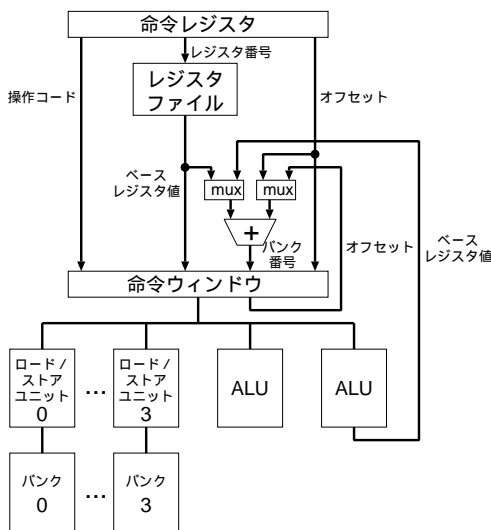 命令レジスタ
レジスタ番号
操作コード
レジスタ
ファイル
オフセット
ベース
レジスタ値
mux
mux
+
バンク
番号
オフセット
ベース
レジスタ値
命令ウィンドウ
ロード/
ストア
ユニット
0
...
ロード/
ストア
ユニット
3
ALU
ALU
バンク
0
...
バンク
3